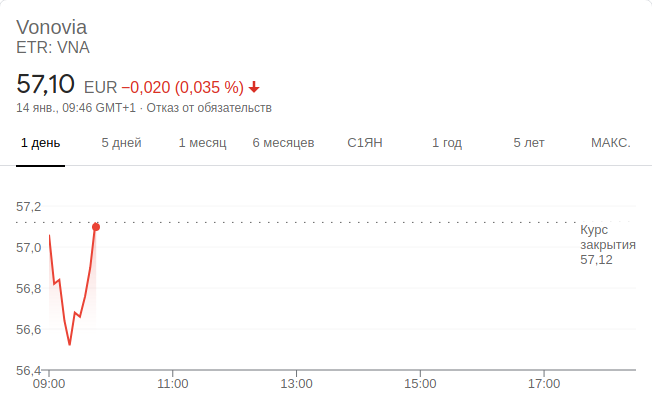 Vonovia
ETR: VNA
57,10 EUR −0,020 (0,035 %)
14 янв., 09:46 GMT+1 · Отказ от обязательств
1 день 5 дней 1 месяц 6 месяцев С1ЯН 1 год 5 лет МАКС.
57,2
Курс
закрытия
57,12
57,0
56,8
56,6
56,4
09:00 11:00 13:00 15:00 17:00